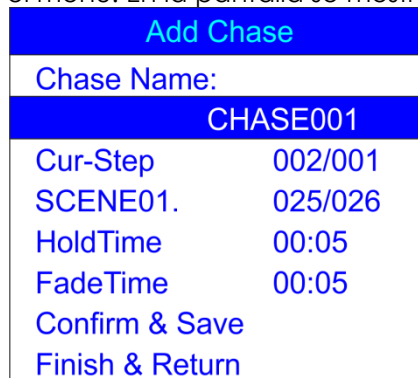 Add Chase
Chase Name:
CHASE001
Cur-Step 002/001
SCENE01. 025/026
HoldTime 00:05
FadeTime 00:05
Confirm & Save
Finish & Return